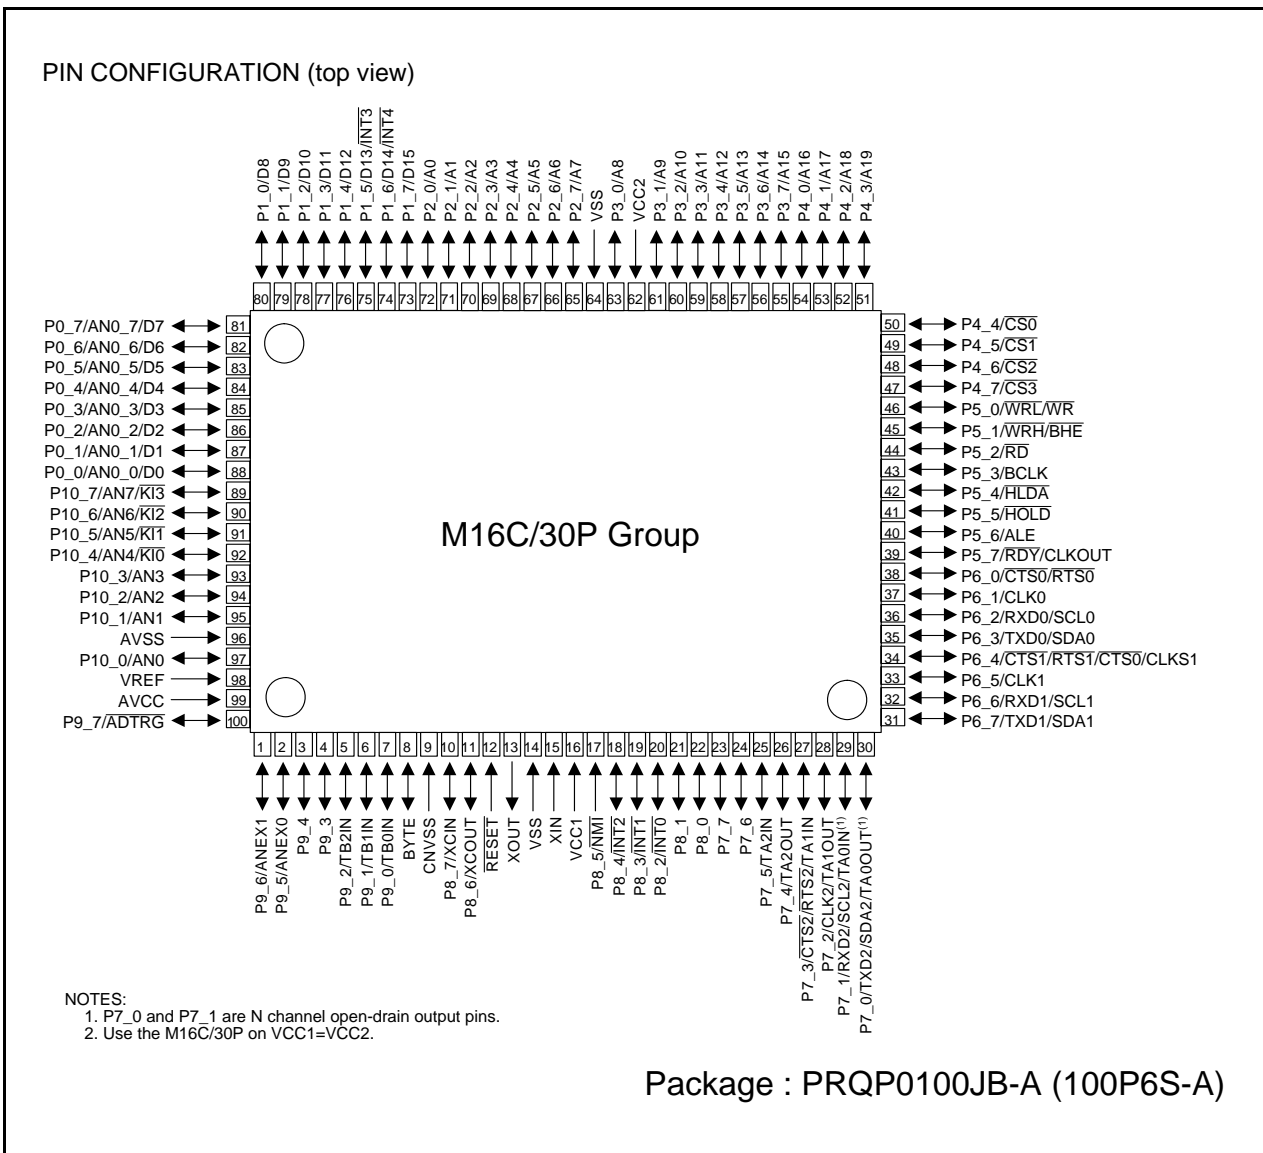 PIN CONFIGURATION (top view)
P1_0/D8
P1_1/D9
P1_2/D10
P1_3/D11
P1_4/D12
P1_5/D13/INT3
P1_6/D14/INT4
P1_7/D15
P2_0/A0
P2_1/A1
P2_2/A2
P2_3/A3
P2_4/A4
P2_5/A5
P2_6/A6
P2_7/A7
VSS
P3_0/A8
VCC2
P3_1/A9
P3_2/A10
P3_3/A11
P3_4/A12
P3_5/A13
P3_6/A14
P3_7/A15
P4_0/A16
P4_1/A17
P4_2/A18
P4_3/A19
80 79 78 77 76 75 74 73 72 71 70 69 68 67 66 65 64 63 62 61 60 59 58 57 56 55 54 53 52 51
P0_7/AN0_7/D7 81
P0_6/AN0_6/D6 82
P0_5/AN0_5/D5 83
P0_4/AN0_4/D4 84
P0_3/AN0_3/D3 85
P0_2/AN0_2/D2 86
P0_1/AN0_1/D1 87
P0_0/AN0_0/D0 88
P10_7/AN7/KI3 89
P10_6/AN6/KI2 90
P10_5/AN5/KI1 91
P10_4/AN4/KI0 92
P10_3/AN3 93
P10_2/AN2 94
P10_1/AN1 95
AVSS 96
P10_0/AN0 97
VREF 98
AVCC 99
P9_7/ADTRG 100
M16C/30P Group
50 P4_4/CS0
49 P4_5/CS1
48 P4_6/CS2
47 P4_7/CS3
46 P5_0/WRL/WR
45 P5_1/WRH/BHE
44 P5_2/RD
43 P5_3/BCLK
42 P5_4/HLDA
41 P5_5/HOLD
40 P5_6/ALE
39 P5_7/RDY/CLKOUT
38 P6_0/CTS0/RTS0
37 P6_1/CLK0
36 P6_2/RXD0/SCL0
35 P6_3/TXD0/SDA0
34 P6_4/CTS1/RTS1/CTS0/CLKS1
33 P6_5/CLK1
32 P6_6/RXD1/SCL1
31 P6_7/TXD1/SDA1
1 2 3 4 5 6 7 8 9 10 11 12 13 14 15 16 17 18 19 20 21 22 23 24 25 26 27 28 29 30
P9_6/ANEX1
P9_5/ANEX0
P9_4
P9_3
P9_2/TB2IN
P9_1/TB1IN
P9_0/TB0IN
BYTE
CNVSS
P8_7/XCIN
P8_6/XCOUT
RESET
XOUT
VSS
XIN
VCC1
P8_5/NMI
P8_4/INT2
P8_3/INT1
P8_2/INT0
P8_1
P8_0
P7_7
P7_6
P7_5/TA2IN
P7_4/TA2OUT
P7_3/CTS2/RTS2/TA1IN
P7_2/CLK2/TA1OUT
P7_1/RXD2/SCL2/TA0IN(1)
P7_0/TXD2/SDA2/TA0OUT(1)
NOTES:
1. P7_0 and P7_1 are N channel open-drain output pins.
2. Use the M16C/30P on VCC1=VCC2.
Package : PRQP0100JB-A (100P6S-A)